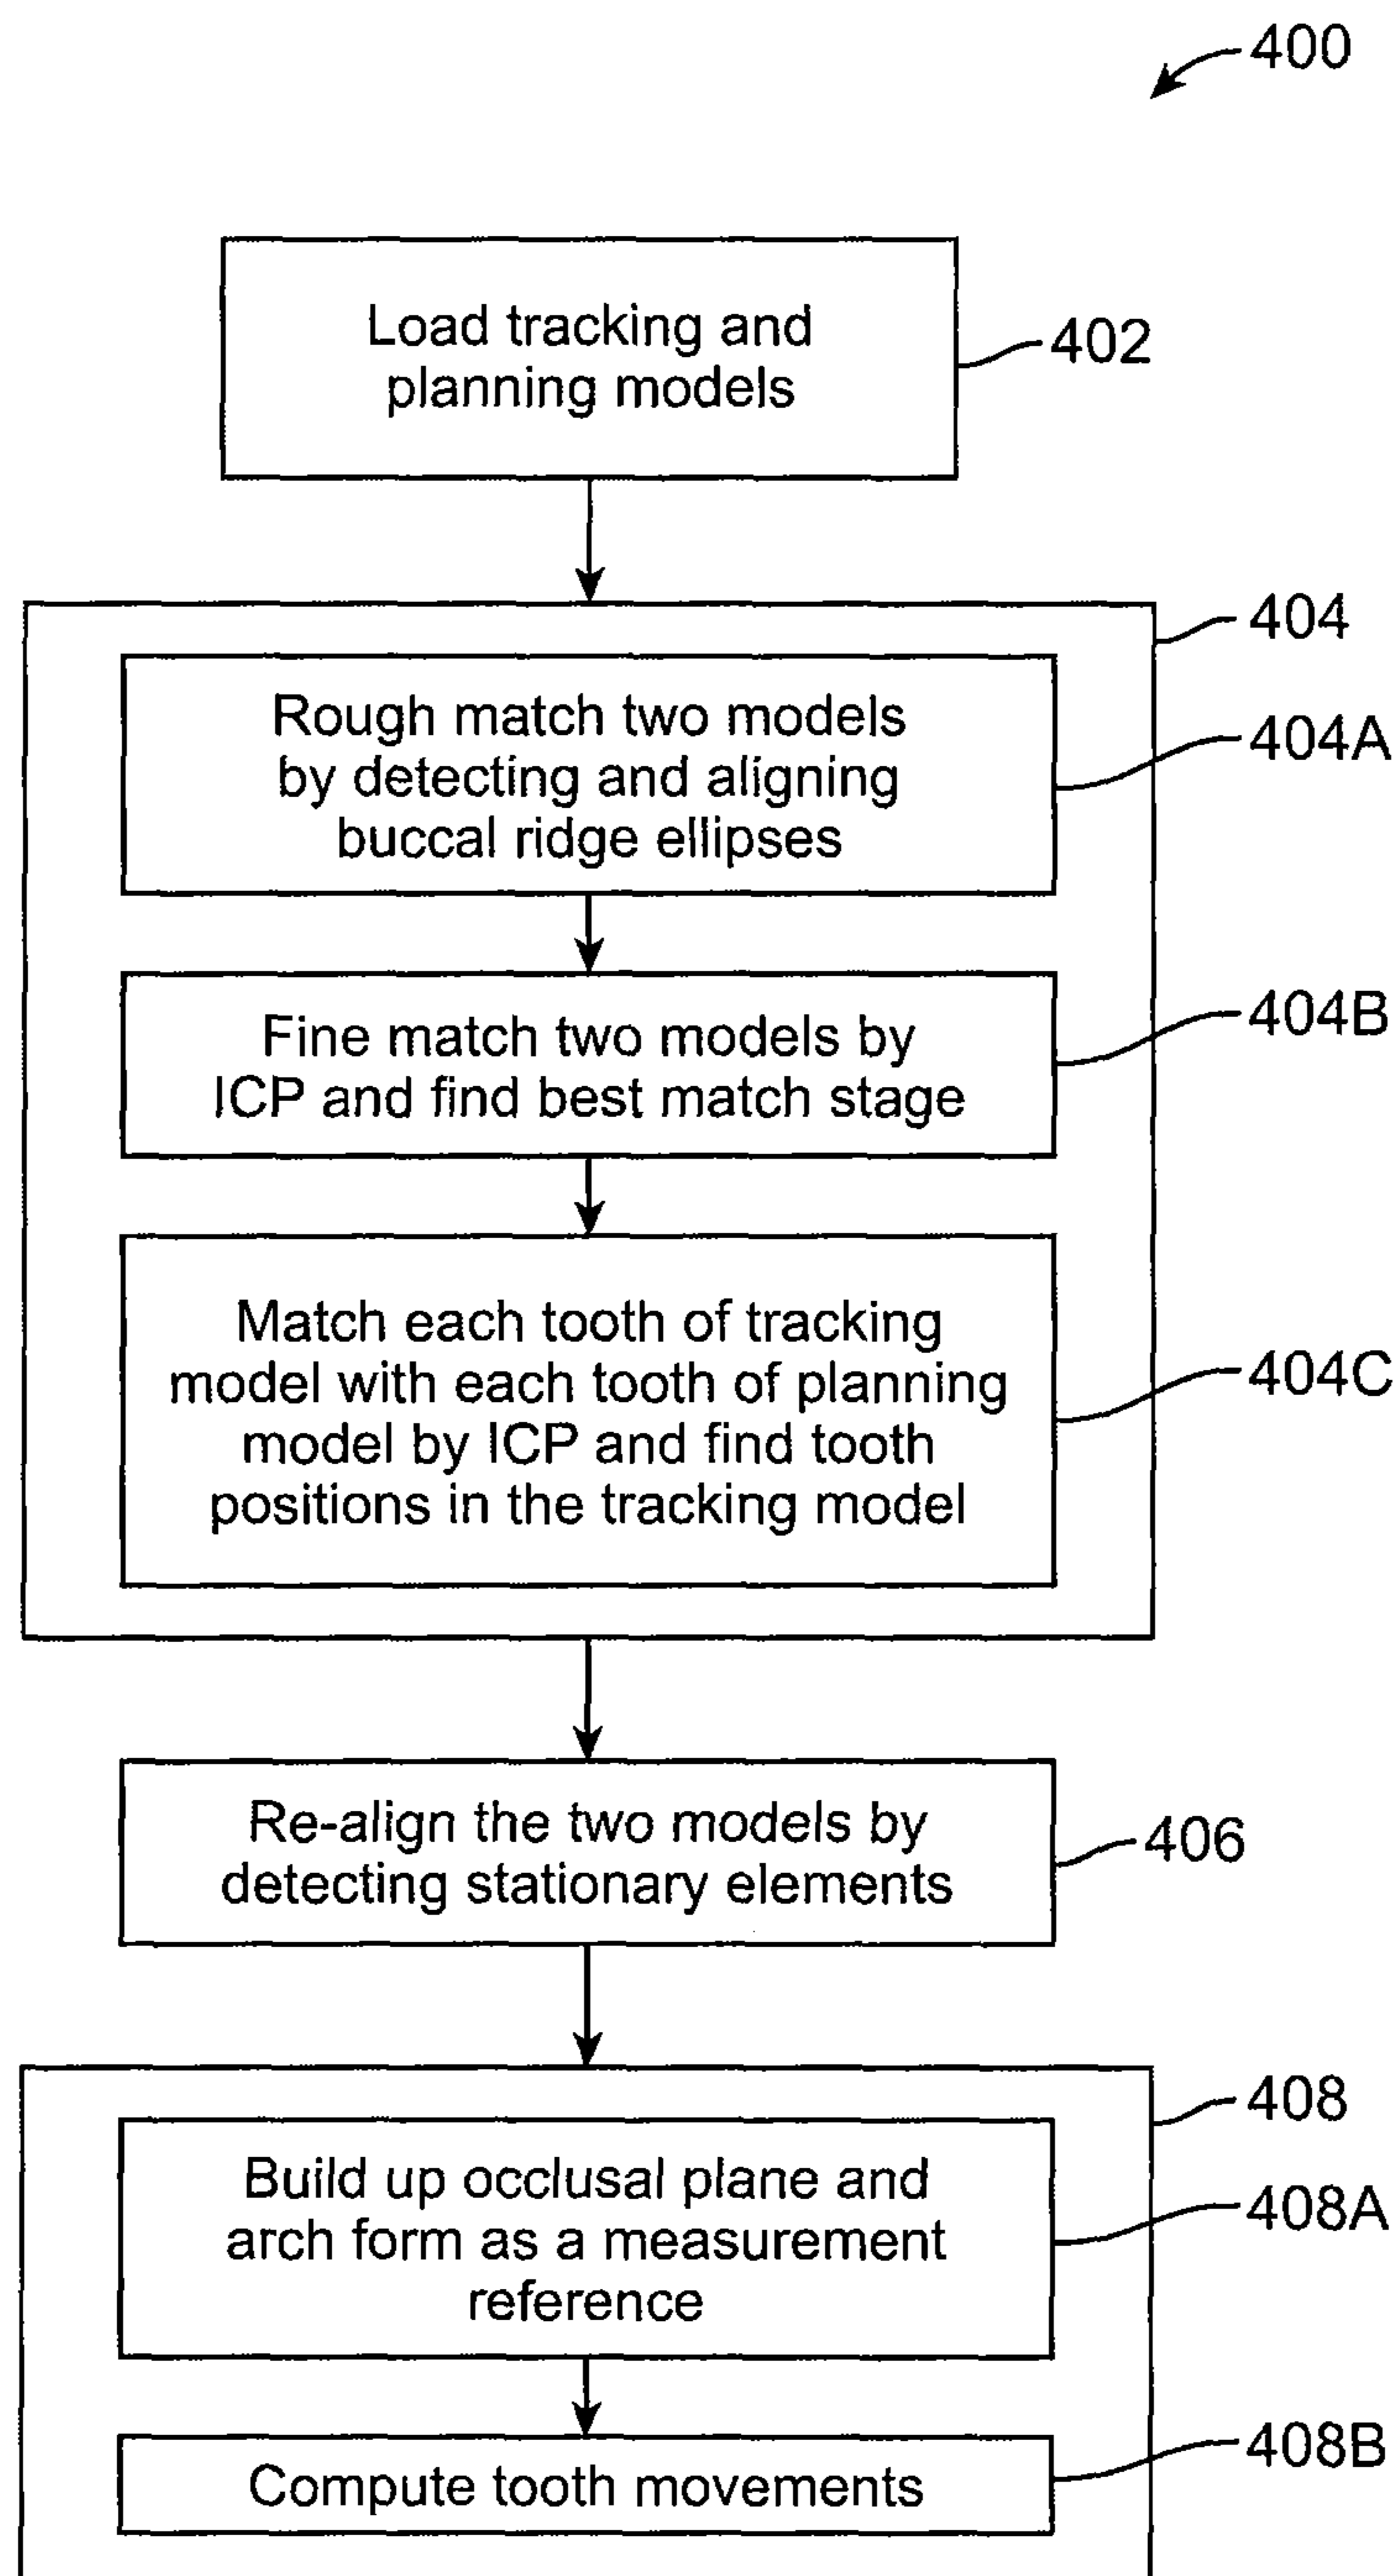 400
Load tracking and
planning models
402
404
Rough match two models
by detecting and aligning
buccal ridge ellipses
404A
Fine match two models by
ICP and find best match stage
404B
Match each tooth of tracking
model with each tooth of planning
model by ICP and find tooth
positions in the tracking model
404C
Re-align the two models by
detecting stationary elements
406
408
Build up occlusal plane and
arch form as a measurement
reference
408A
Compute tooth movements
408B